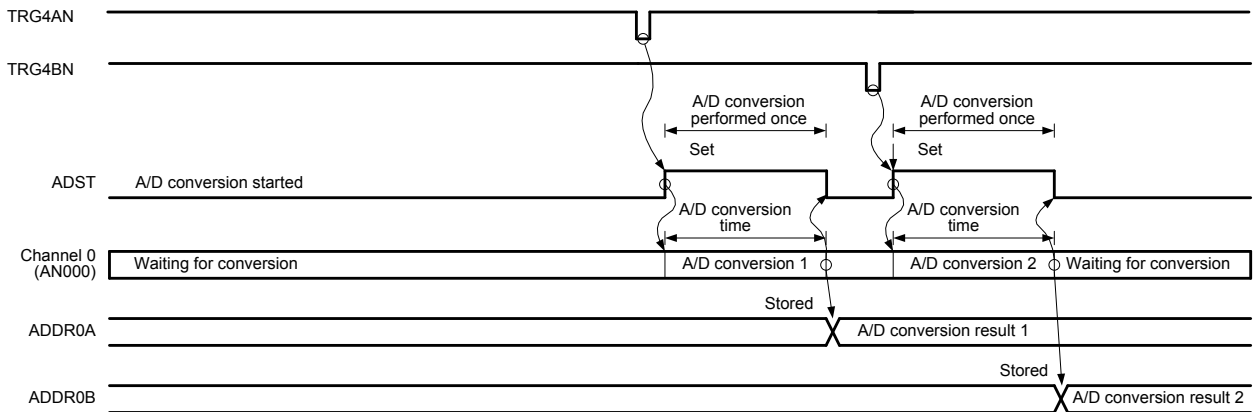 TRG4AN
TRG4BN
A/D conversion
performed once
A/D conversion
performed once
Set
Set
ADST
A/D conversion started
A/D conversion
time
A/D conversion
time
Channel 0
(AN000)
Waiting for conversion
A/D conversion 1
A/D conversion 2
Waiting for conversion
Stored
ADDR0A
A/D conversion result 1
Stored
ADDR0B
A/D conversion result 2